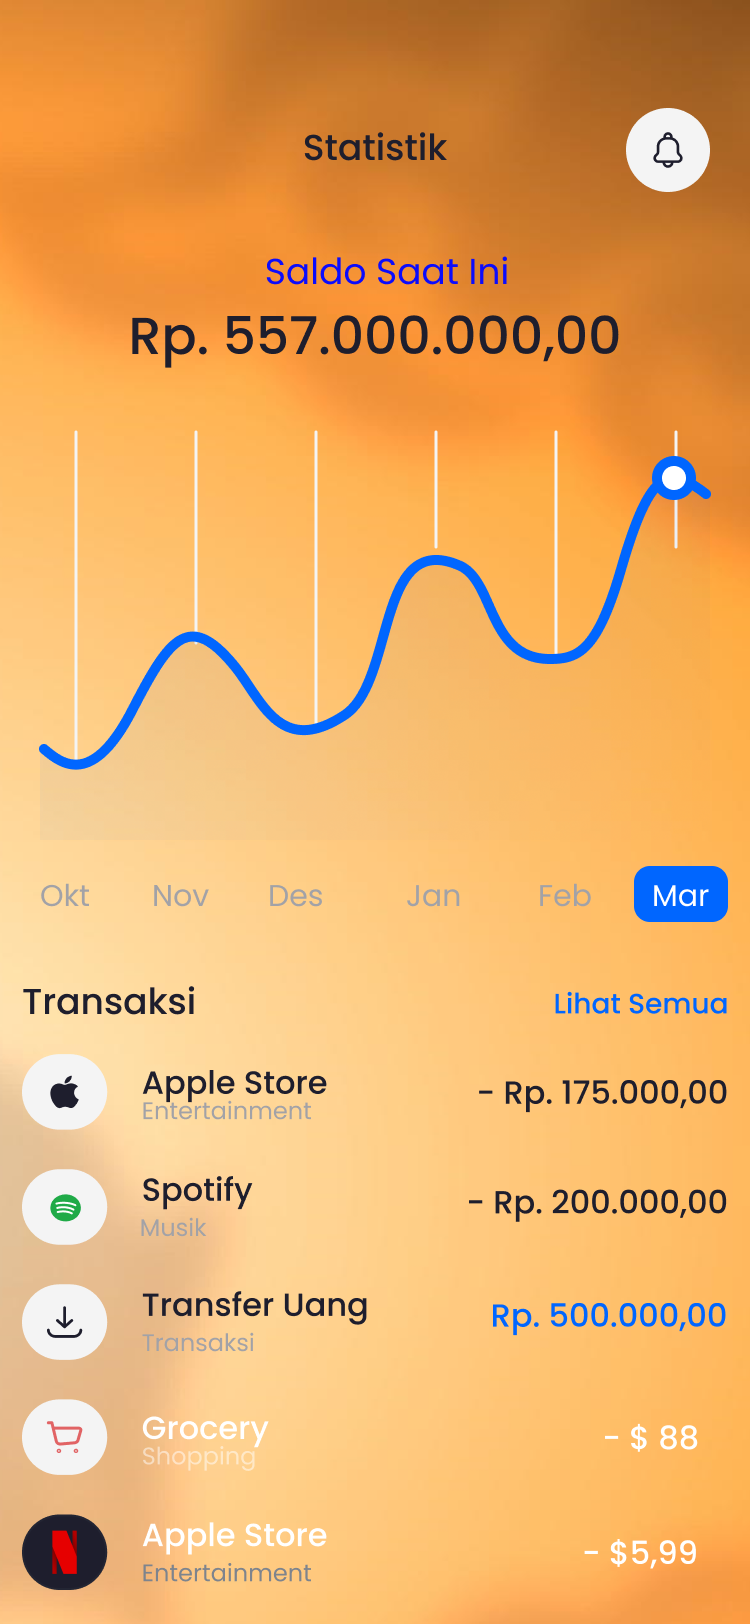 Statistik
Saldo Saat Ini
Rp. 557.000.000,00
Okt Nov Des Jan Feb Mar
Transaksi Lihat Semua
Apple Store
Entertainment
- Rp. 175.000,00
Spotify
Musik
- Rp. 200.000,00
Transfer Uang
Transaksi
Rp. 500.000,00
Grocery
Shopping
- $ 88
Apple Store
Entertainment
- $5,99